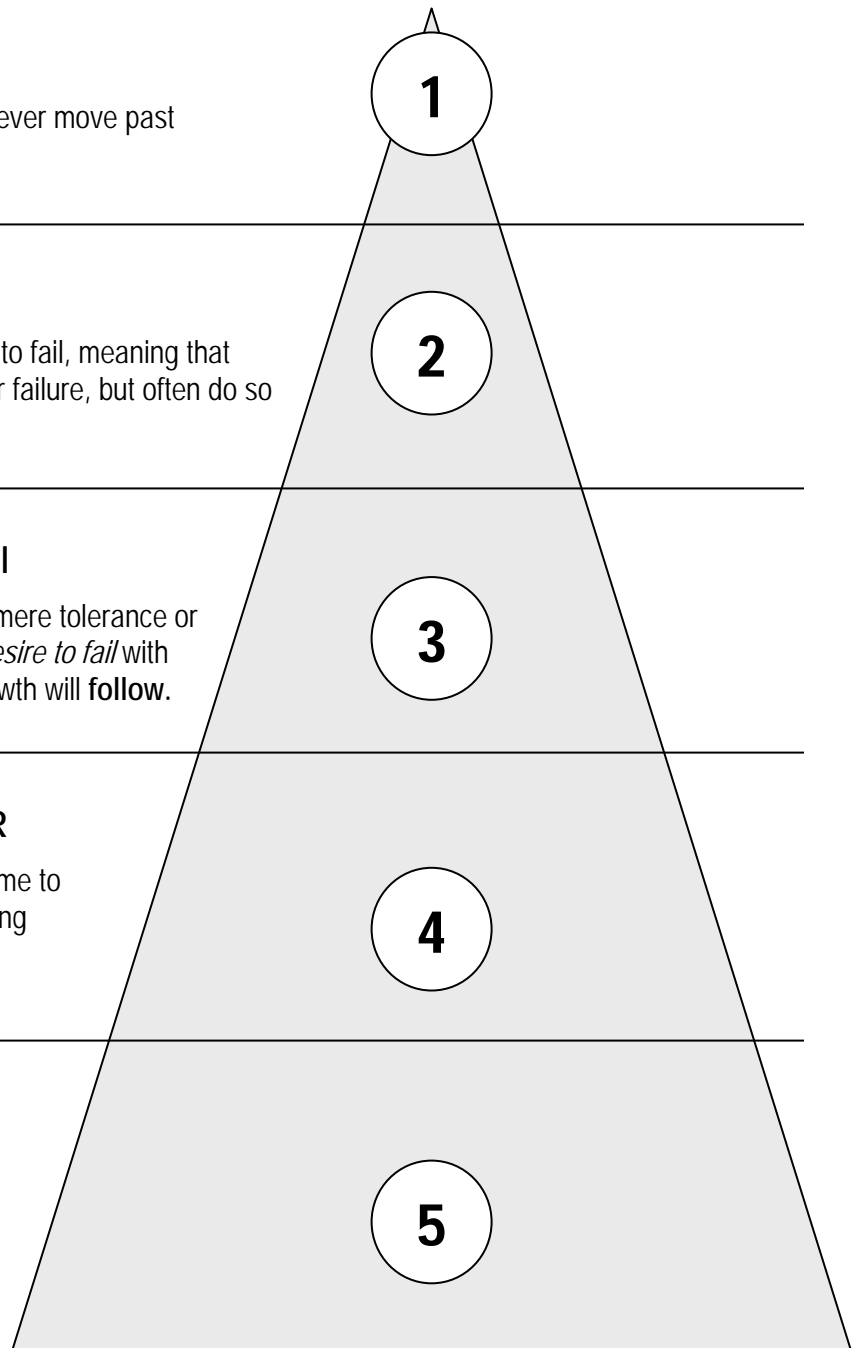 1
ever move past
2
to fail, meaning that
r failure, but often do so
l
mere tolerance or
esire to fail with
wth will follow.
3
R
me to
ng
4
5